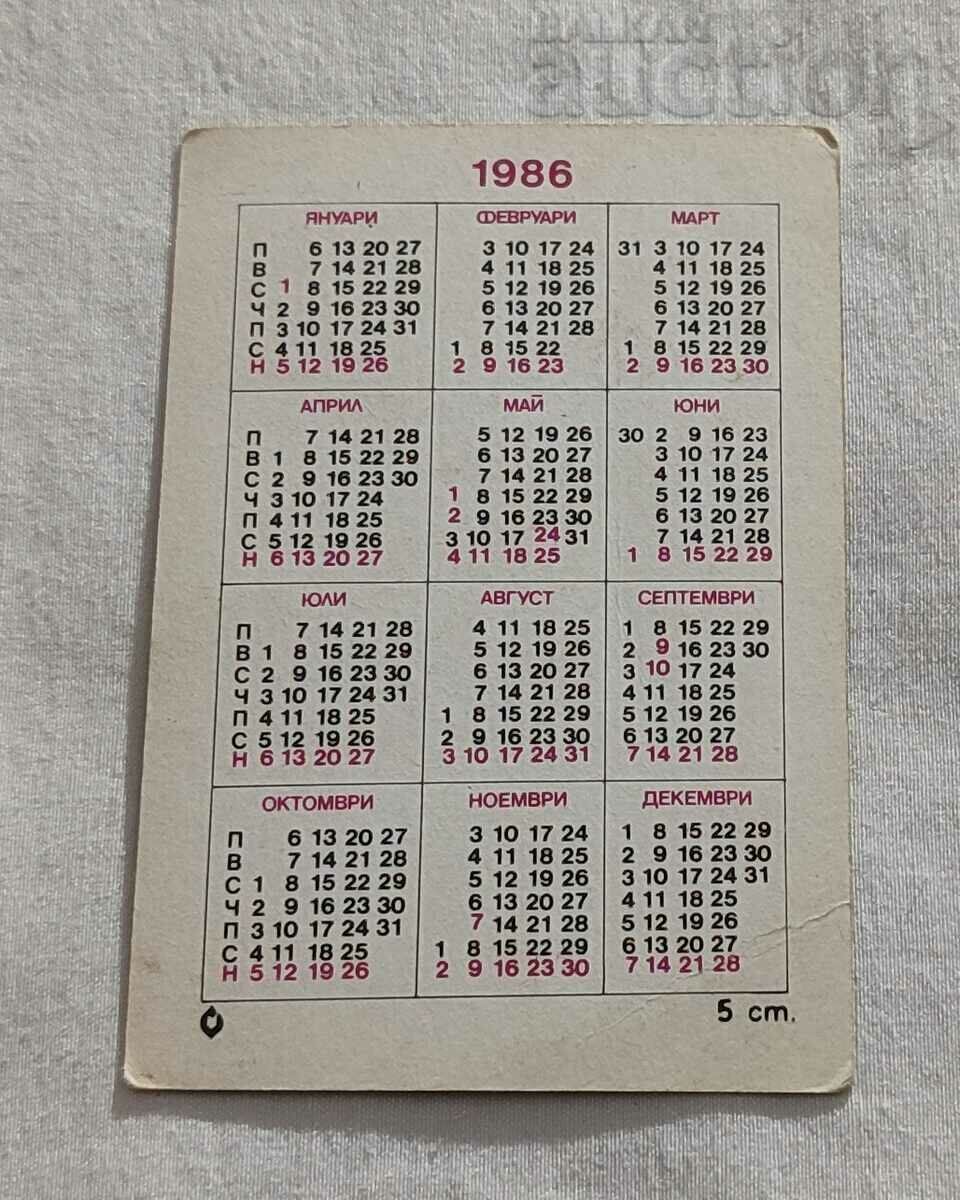 БАЛКАН
auction
1986
ЯНУАРИ ФЕВРУАРИ МАРТ
П 6 13 20 27 3 10 17 24 31 3 10 17 24
В 7 14 21 28 4 11 18 25 4 11 18 25
С 1 8 15 22 29 5 12 19 26 5 12 19 26
Ч 2 9 16 23 30 6 13 20 27 6 13 20 27
П 3 10 17 24 31 7 14 21 28 7 14 21 28
С 4 11 18 25 1 8 15 22 1 8 15 22 29
Н 5 12 19 26 2 9 16 23 2 9 16 23 30
АПРИЛ МАЙ ЮНИ
П 7 14 21 28 5 12 19 26 30 2 9 16 23
В 1 8 15 22 29 6 13 20 27 3 10 17 24
С 2 9 16 23 30 7 14 21 28 4 11 18 25
Ч 3 10 17 24 1 8 15 22 29 5 12 19 26
П 4 11 18 25 2 9 16 23 30 6 13 20 27
С 5 12 19 26 3 10 17 24 31 7 14 21 28
Н 6 13 20 27 4 11 18 25 1 8 15 22 29
ЮЛИ АВГУСТ СЕПТЕМВРИ
П 7 14 21 28 4 11 18 25 1 8 15 22 29
В 1 8 15 22 29 5 12 19 26 2 9 16 23 30
С 2 9 16 23 30 6 13 20 27 3 10 17 24
Ч 3 10 17 24 31 7 14 21 28 4 11 18 25
П 4 11 18 25 1 8 15 22 29 5 12 19 26
С 5 12 19 26 2 9 16 23 30 6 13 20 27
Н 6 13 20 27 3 10 17 24 31 7 14 21 28
ОКТОМВРИ НОЕМВРИ ДЕКЕМВРИ
П 6 13 20 27 3 10 17 24 1 8 15 22 29
В 7 14 21 28 4 11 18 25 2 9 16 23 30
С 1 8 15 22 29 5 12 19 26 3 10 17 24 31
Ч 2 9 16 23 30 6 13 20 27 4 11 18 25
П 3 10 17 24 31 7 14 21 28 5 12 19 26
С 4 11 18 25 1 8 15 22 29 6 13 20 27
Н 5 12 19 26 2 9 16 23 30 7 14 21 28
5 ст.